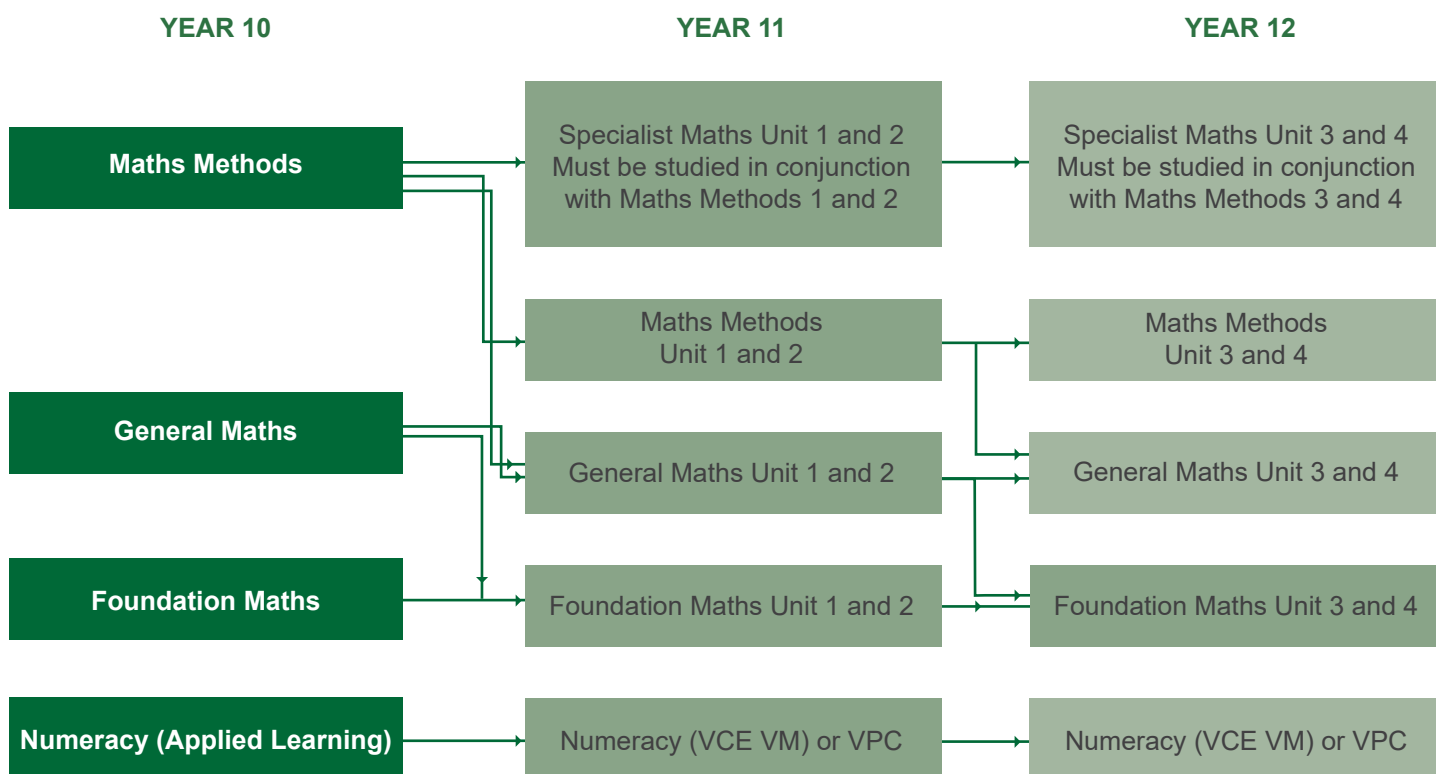 YEAR 10
YEAR 11
YEAR 12
Maths Methods
Specialist Maths Unit 1 and 2
Must be studied in conjunction
with Maths Methods 1 and 2
Specialist Maths Unit 3 and 4
Must be studied in conjunction
with Maths Methods 3 and 4
Maths Methods
Unit 1 and 2
Maths Methods
Unit 3 and 4
General Maths
General Maths Unit 1 and 2
General Maths Unit 3 and 4
Foundation Maths
Foundation Maths Unit 1 and 2
Foundation Maths Unit 3 and 4
Numeracy (Applied Learning)
Numeracy (VCE VM) or VPC
Numeracy (VCE VM) or VPC